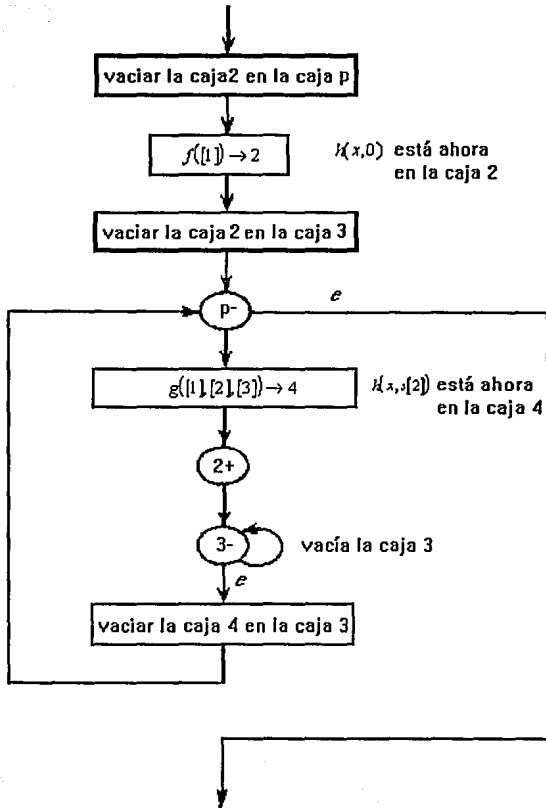 vaciar la caja2 en la caja p
f([1]) → 2
h(x,0) está ahora
en la caja 2
vaciar la caja 2 en la caja 3
p-
e
g([1],[2],[3]) → 4
h(x,s[2]) está ahora
en la caja 4
2+
3-
vacía la caja 3
e
vaciar la caja 4 en la caja 3